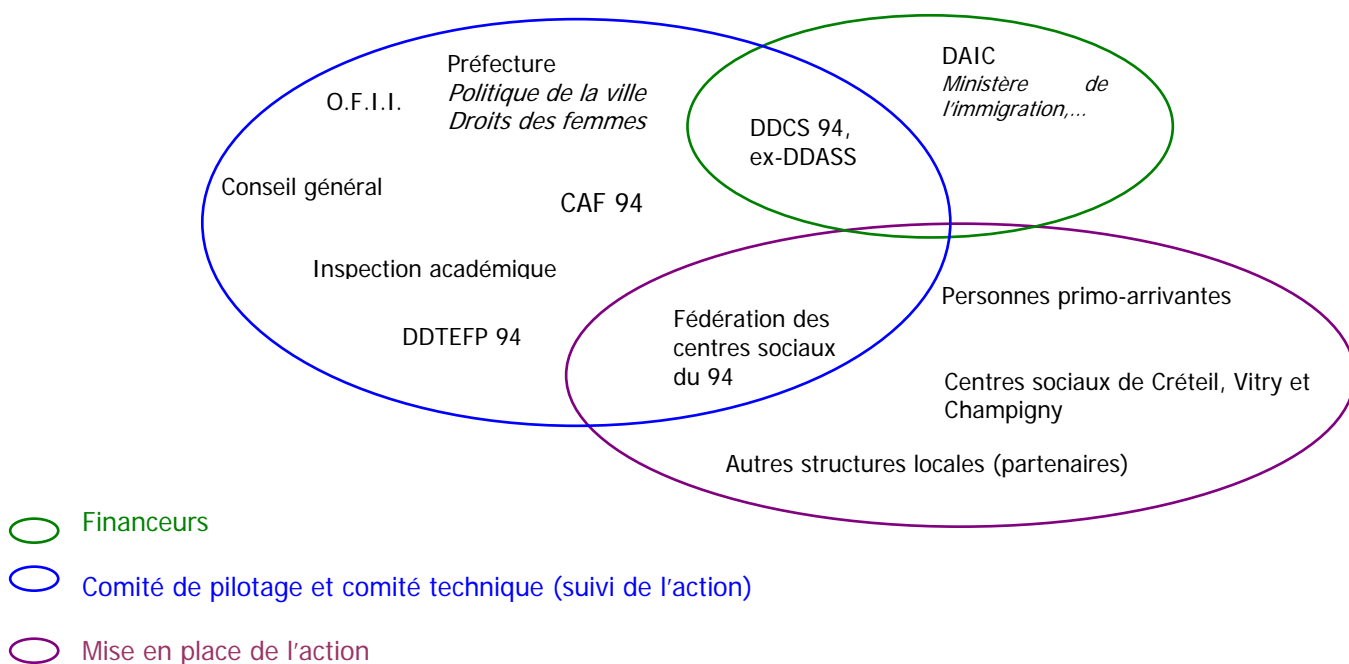 Préfecture
Politique de la ville
Droits des femmes
O.F.I.I.
DAIC
Ministère de
l'immigration,...
DDCS 94,
ex-DDASS
Conseil général
CAF 94
Inspection académique
DDTEFP 94
Fédération des
centres sociaux
du 94
Personnes primo-arrivantes
Centres sociaux de Créteil, Vitry et
Champigny
Autres structures locales (partenaires)
Financeurs
Comité de pilotage et comité technique (suivi de l'action)
Mise en place de l'action